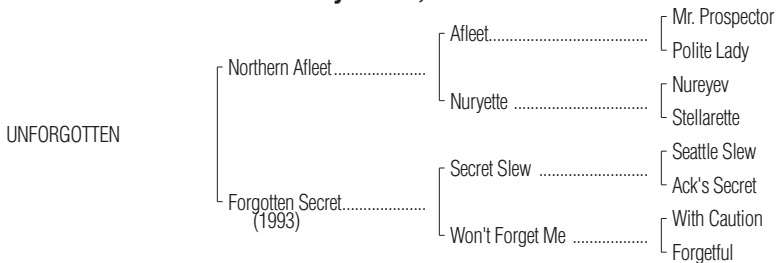 Mr. Prospector
Afleet
Polite Lady
Northern Afleet
Nureyev
Nuryette
Stellarette
UNFORGOTTEN
Seattle Slew
Secret Slew
Ack's Secret
Forgotten Secret
(1993)
With Caution
Won't Forget Me
Forgetful